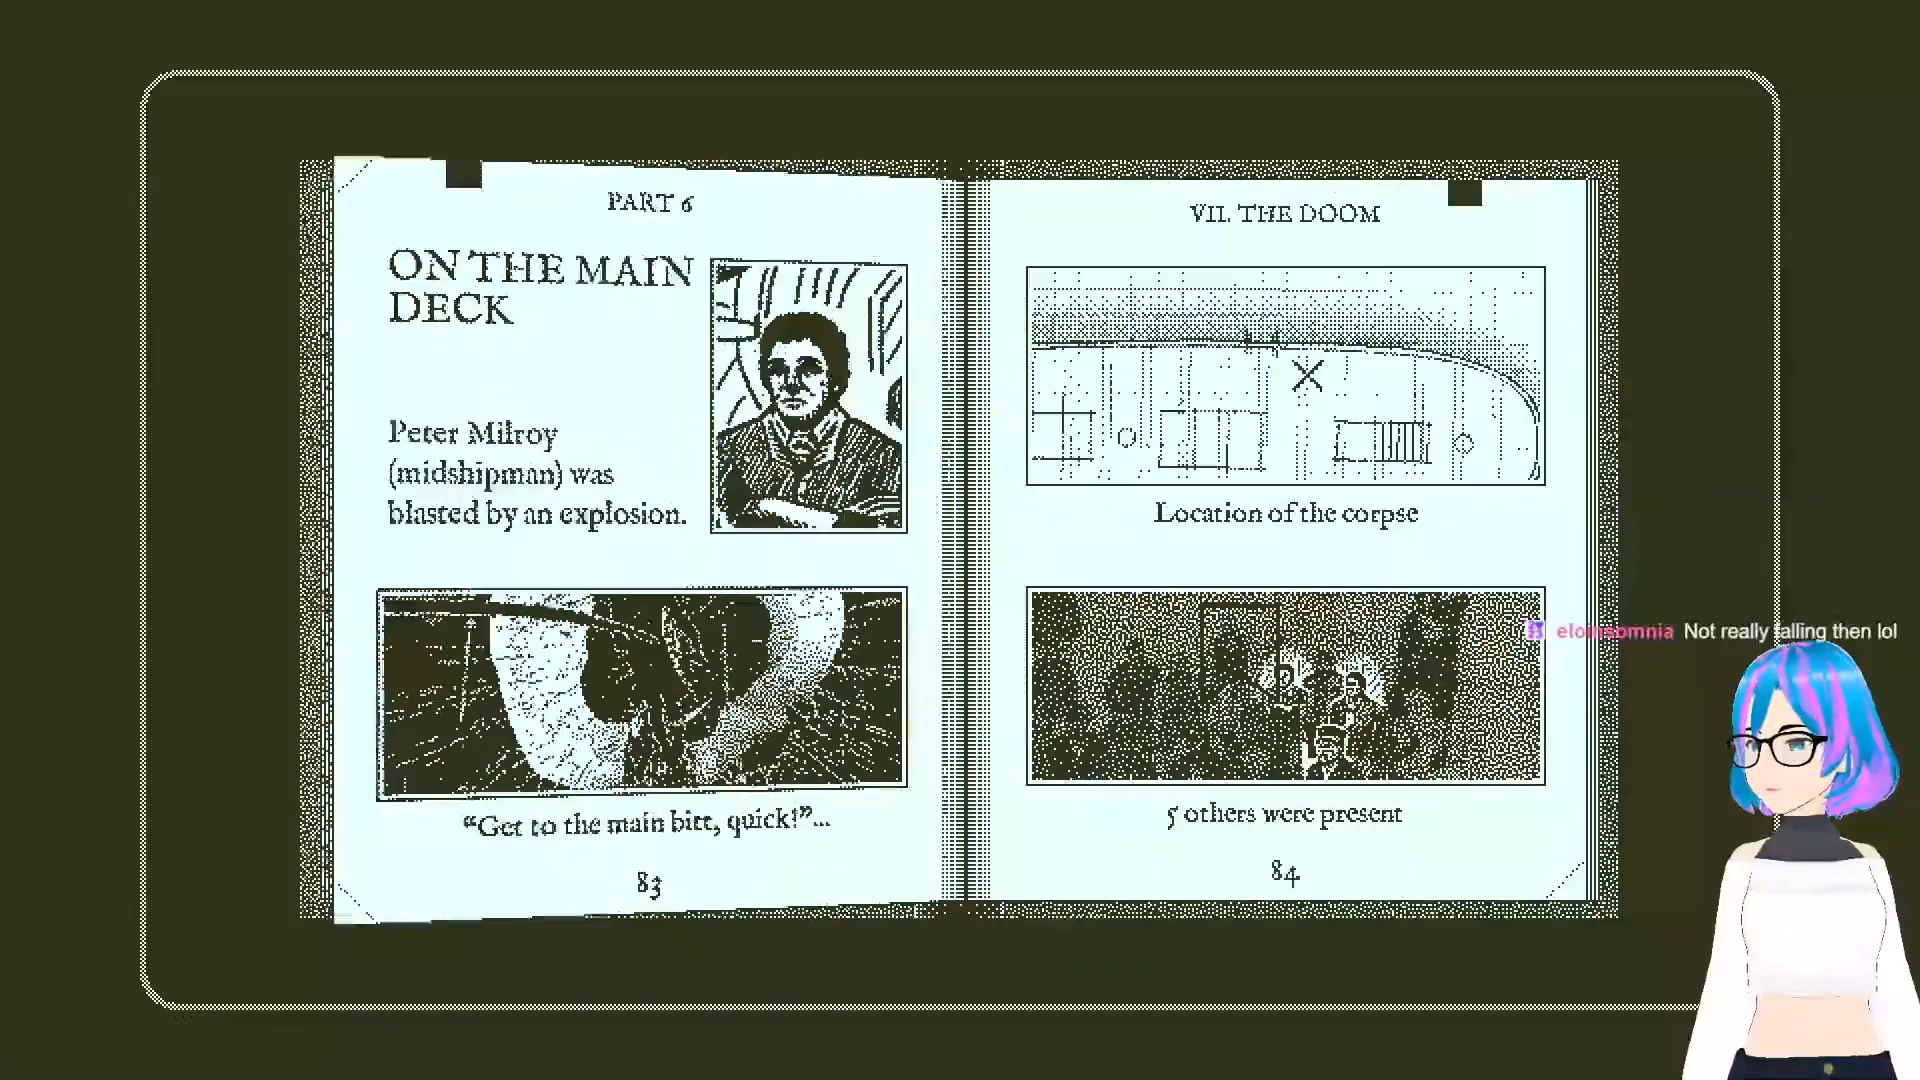 PART 6
ON THE MAIN
DECK
Peter Milroy
(midshipman) was
blasted by an explosion.
“Get to the main bitt, quick!”...
83
VII. THE DOOM
Location of the corpse
5 others were present
84
eloinsomnia Not really falling then lol